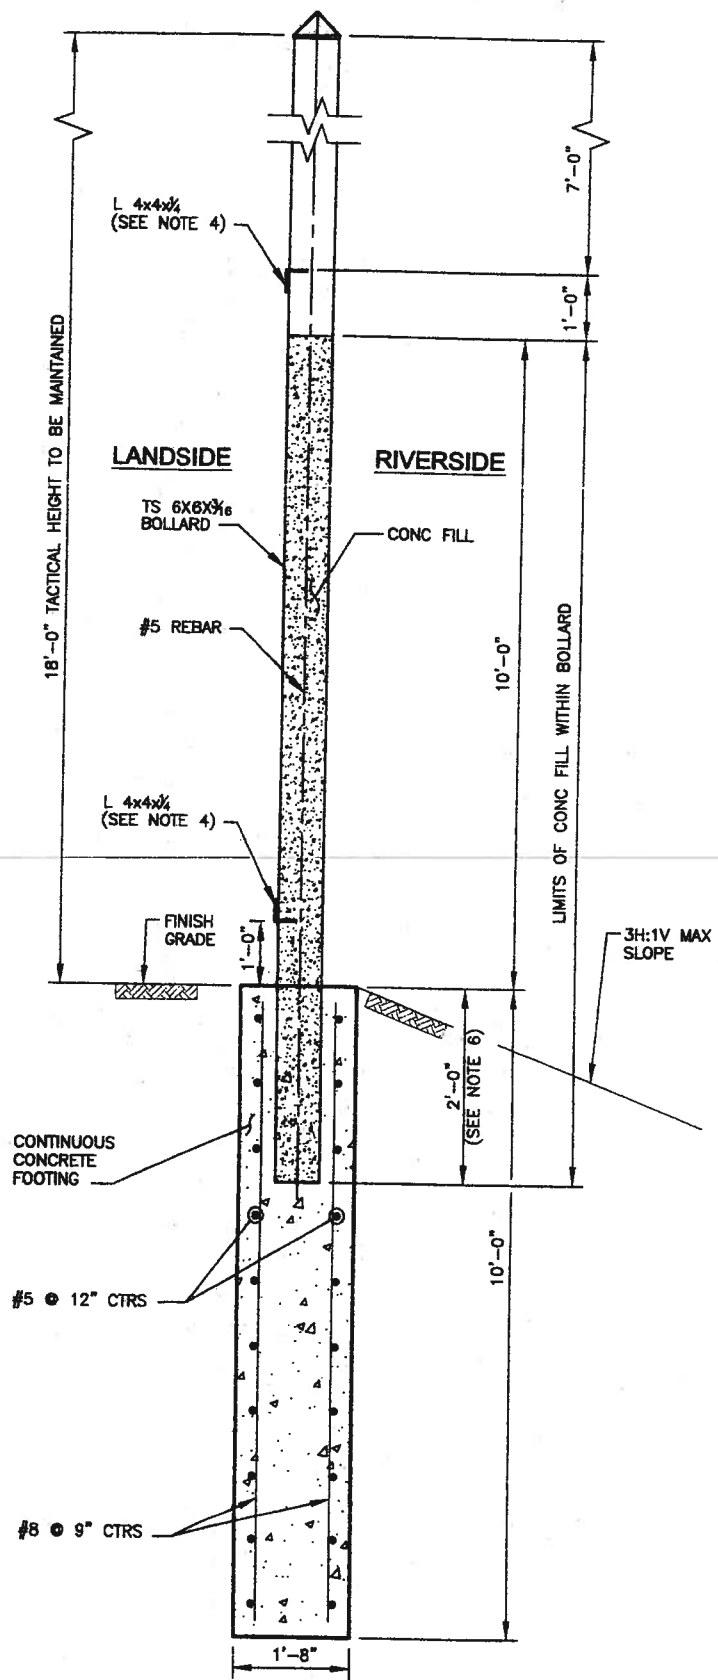 7'-0"
L 4x4x¼
(SEE NOTE 4)
1'-0"
18'-0" TACTICAL HEIGHT TO BE MAINTAINED
LANDSIDE
RIVERSIDE
TS 6X6X3/16
BOLLARD
CONC FILL
#5 REBAR
10'-0"
LIMITS OF CONC FILL WITHIN BOLLARD
L 4x4x¼
(SEE NOTE 4)
FINISH
GRADE
1'-0"
3H:1V MAX
SLOPE
2'-0"
(SEE NOTE 6)
CONTINUOUS
CONCRETE
FOOTING
10'-0"
#5 @ 12" CTRS
#8 @ 9" CTRS
1'-8"